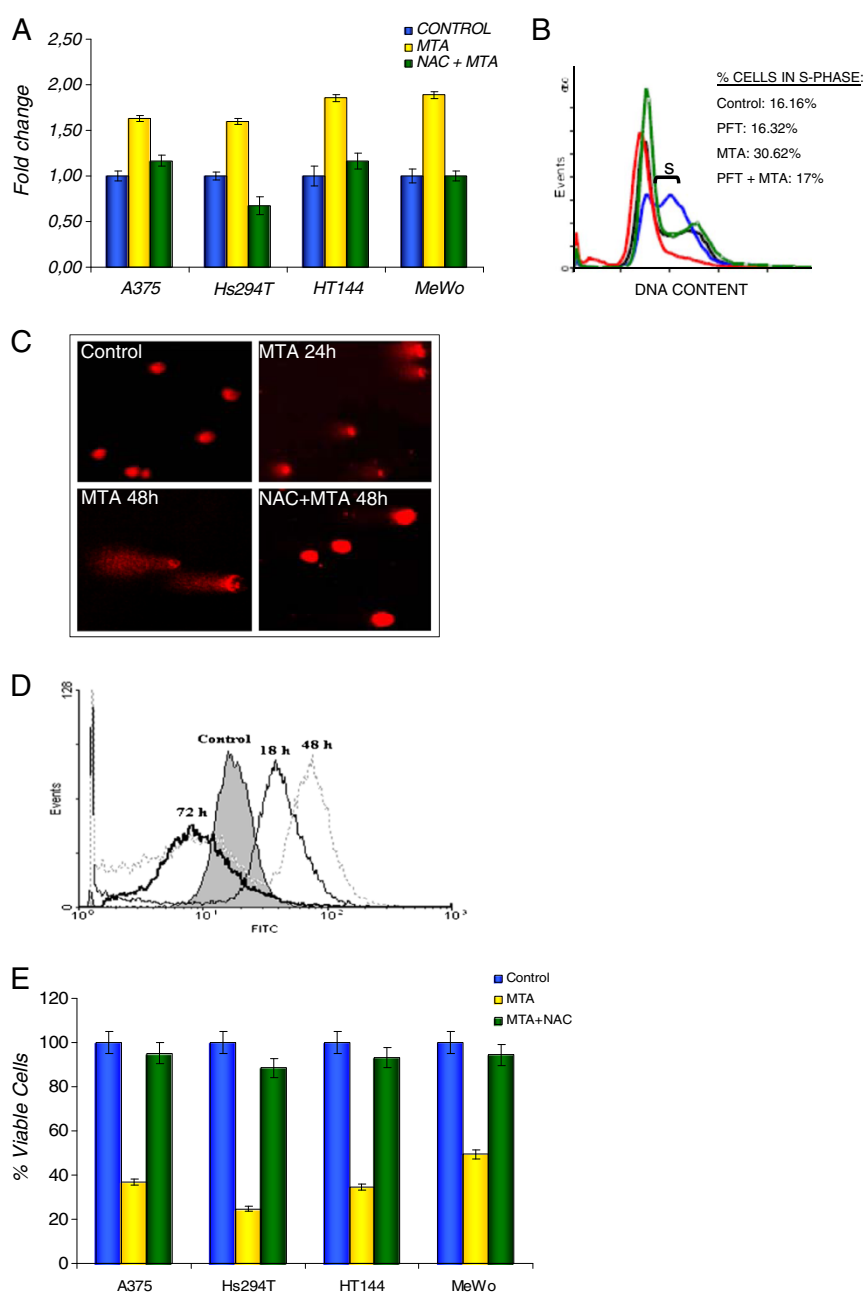 A
2,50
2,00
1,50
1,00
0,50
0,00
Fold change
CONTROL
MTA
NAC + MTA
A375
Hs294T
HT144
MeWo
B
Events
0
S
DNA CONTENT
% CELLS IN S-PHASE:
Control: 16.16%
PFT: 16.32%
MTA: 30.62%
PFT + MTA: 17%
C
Control
MTA 24h
MTA 48h
NAC+MTA 48h
D
128
Events
0
Control
18 h
48 h
72 h
10⁰
10¹
10²
10³
FITC
E
Control
MTA
MTA+NAC
120
100
80
60
40
20
0
% Viable Cells
A375
Hs294T
HT144
MeWo